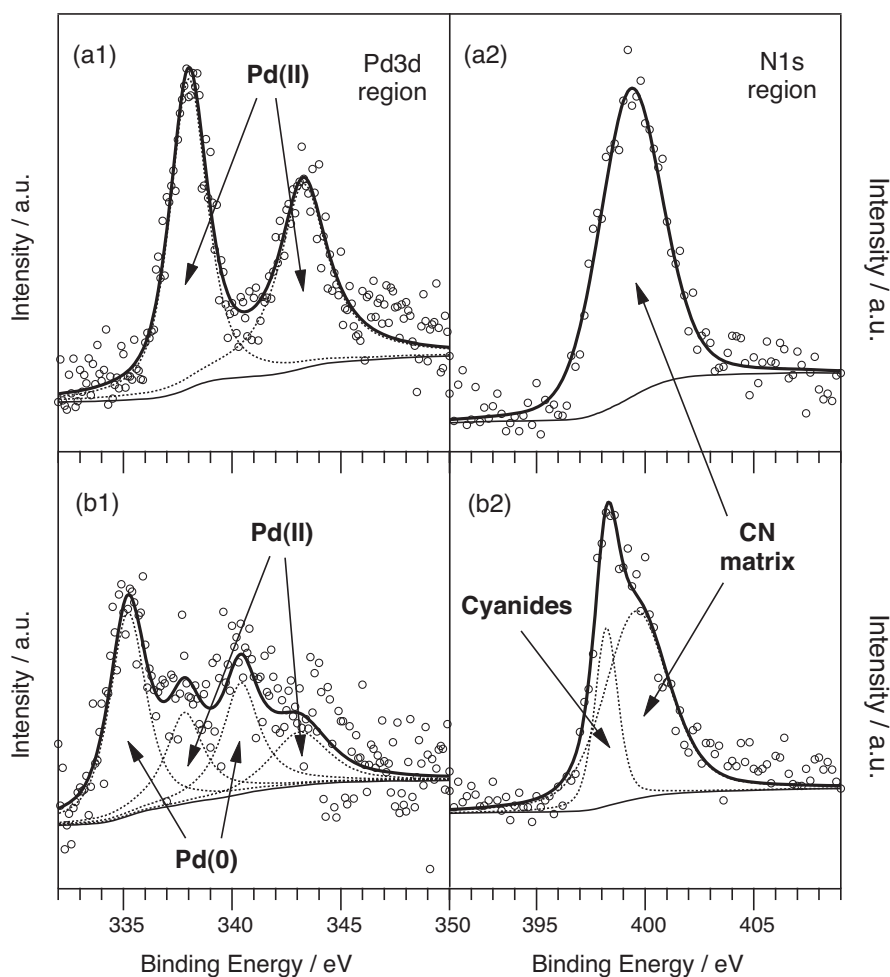 (a1)
Pd(II)
Pd3d
region
(a2)
N1s
region
Intensity / a.u.
Intensity / a.u.
(b1)
Pd(II)
Pd(0)
(b2)
Cyanides
CN
matrix
Intensity / a.u.
Intensity / a.u.
335 340 345 350 395 400 405
Binding Energy / eV Binding Energy / eV